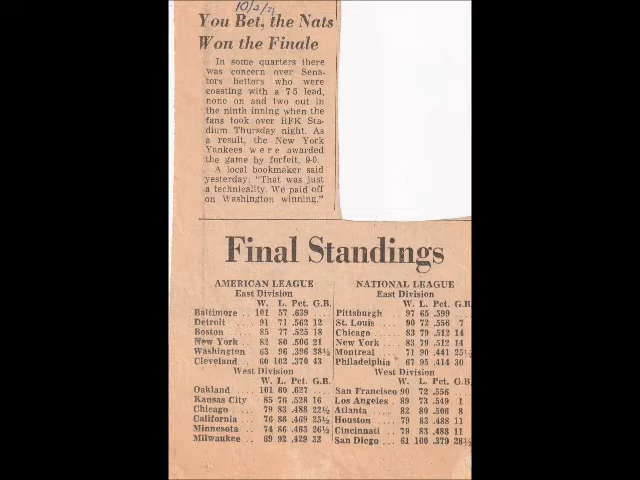 10/2/71
You Bet, the Nats
Won the Finale
In some quarters there
was concern over Sena-
tors bettors who were
coasting with a 7-5 lead,
none on and two out in
the ninth inning when the
fans took over RFK Sta-
dium Thursday night. As
a result, the New York
Yankees were awarded
the game by forfeit, 9-0.
A local bookmaker said
yesterday: "That was just
a technicality. We paid off
on Washington winning."
Final Standings
AMERICAN LEAGUE
East Division
W. L. Pct. G.B.
Baltimore .. 101 57 .639 ....
Detroit ... 91 71 .562 12
Boston ... 85 77 .525 18
New York .. 82 80 .506 21
Washington 63 96 .396 38½
Cleveland .. 60 102 .370 43
West Division
W. L. Pct. G.B.
Oakland ... 101 60 .627 ....
Kansas City .. 85 76 .528 16
Chicago ... 79 83 .488 22½
California .. 76 86 .469 25½
Minnesota .. 74 86 .463 26½
Milwaukee .. 69 92 .429 32
NATIONAL LEAGUE
East Division
W. L. Pct. G.B.
Pittsburgh .. 97 65 .599 ....
St. Louis ... 90 72 .556 7
Chicago .... 83 79 .512 14
New York ... 83 79 .512 14
Montreal ... 71 90 .441 25½
Philadelphia .. 67 95 .414 30
West Division
W. L. Pct. G.B.
San Francisco 90 72 .556 ....
Los Angeles .. 89 73 .549 1
Atlanta .... 82 80 .506 8
Houston .... 79 83 .488 11
Cincinnati ... 79 83 .488 11
San Diego ... 61 100 .379 28½